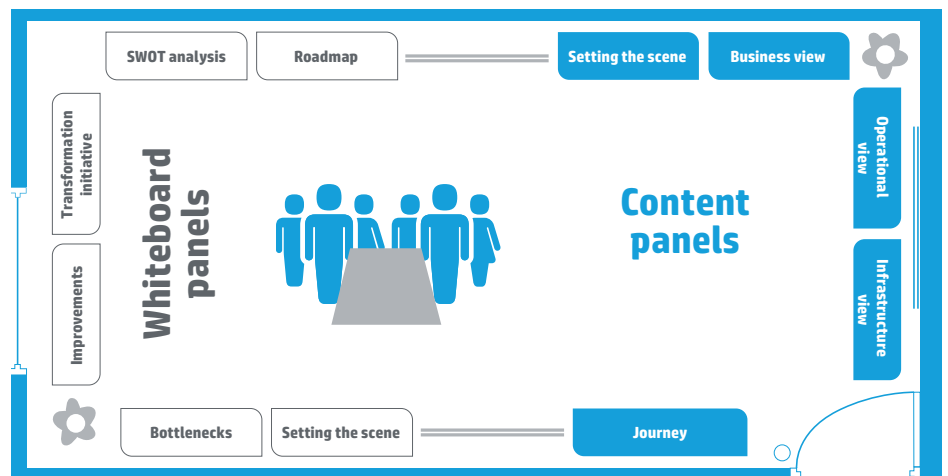 SWOT analysis
Roadmap
Setting the scene
Business view
Transformation
initiative
Improvements
Whiteboard
panels
Content
panels
Operational
view
Infrastructure
view
Bottlenecks
Setting the scene
Journey